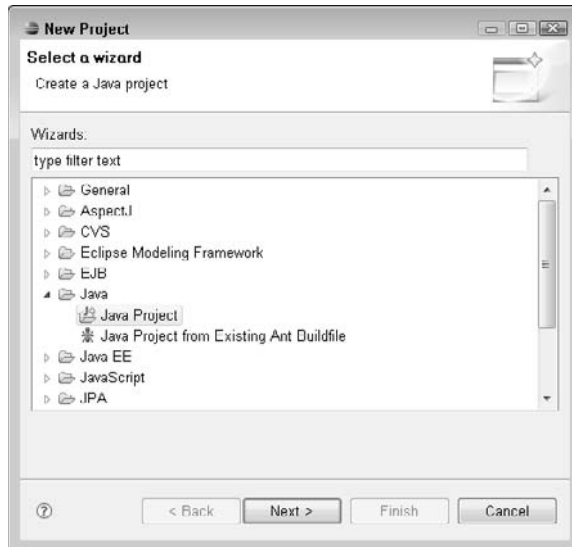 New Project
Select a wizard
Create a Java project
Wizards:
type filter text
General
AspectJ
CVS
Eclipse Modeling Framework
EJB
Java
Java Project
Java Project from Existing Ant Buildfile
Java EE
JavaScript
JPA
?
< Back
Next >
Finish
Cancel